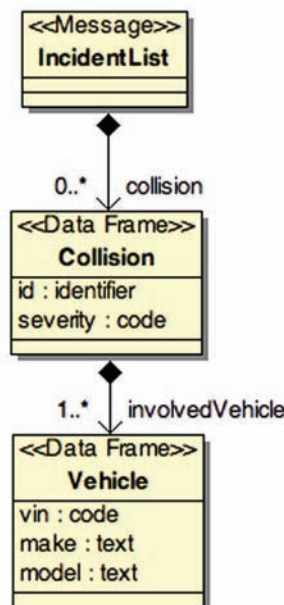 <<Message>>
IncidentList
0..* collision
<<Data Frame>>
Collision
id : identifier
severity : code
1..* involvedVehicle
<<Data Frame>>
Vehicle
vin : code
make : text
model : text